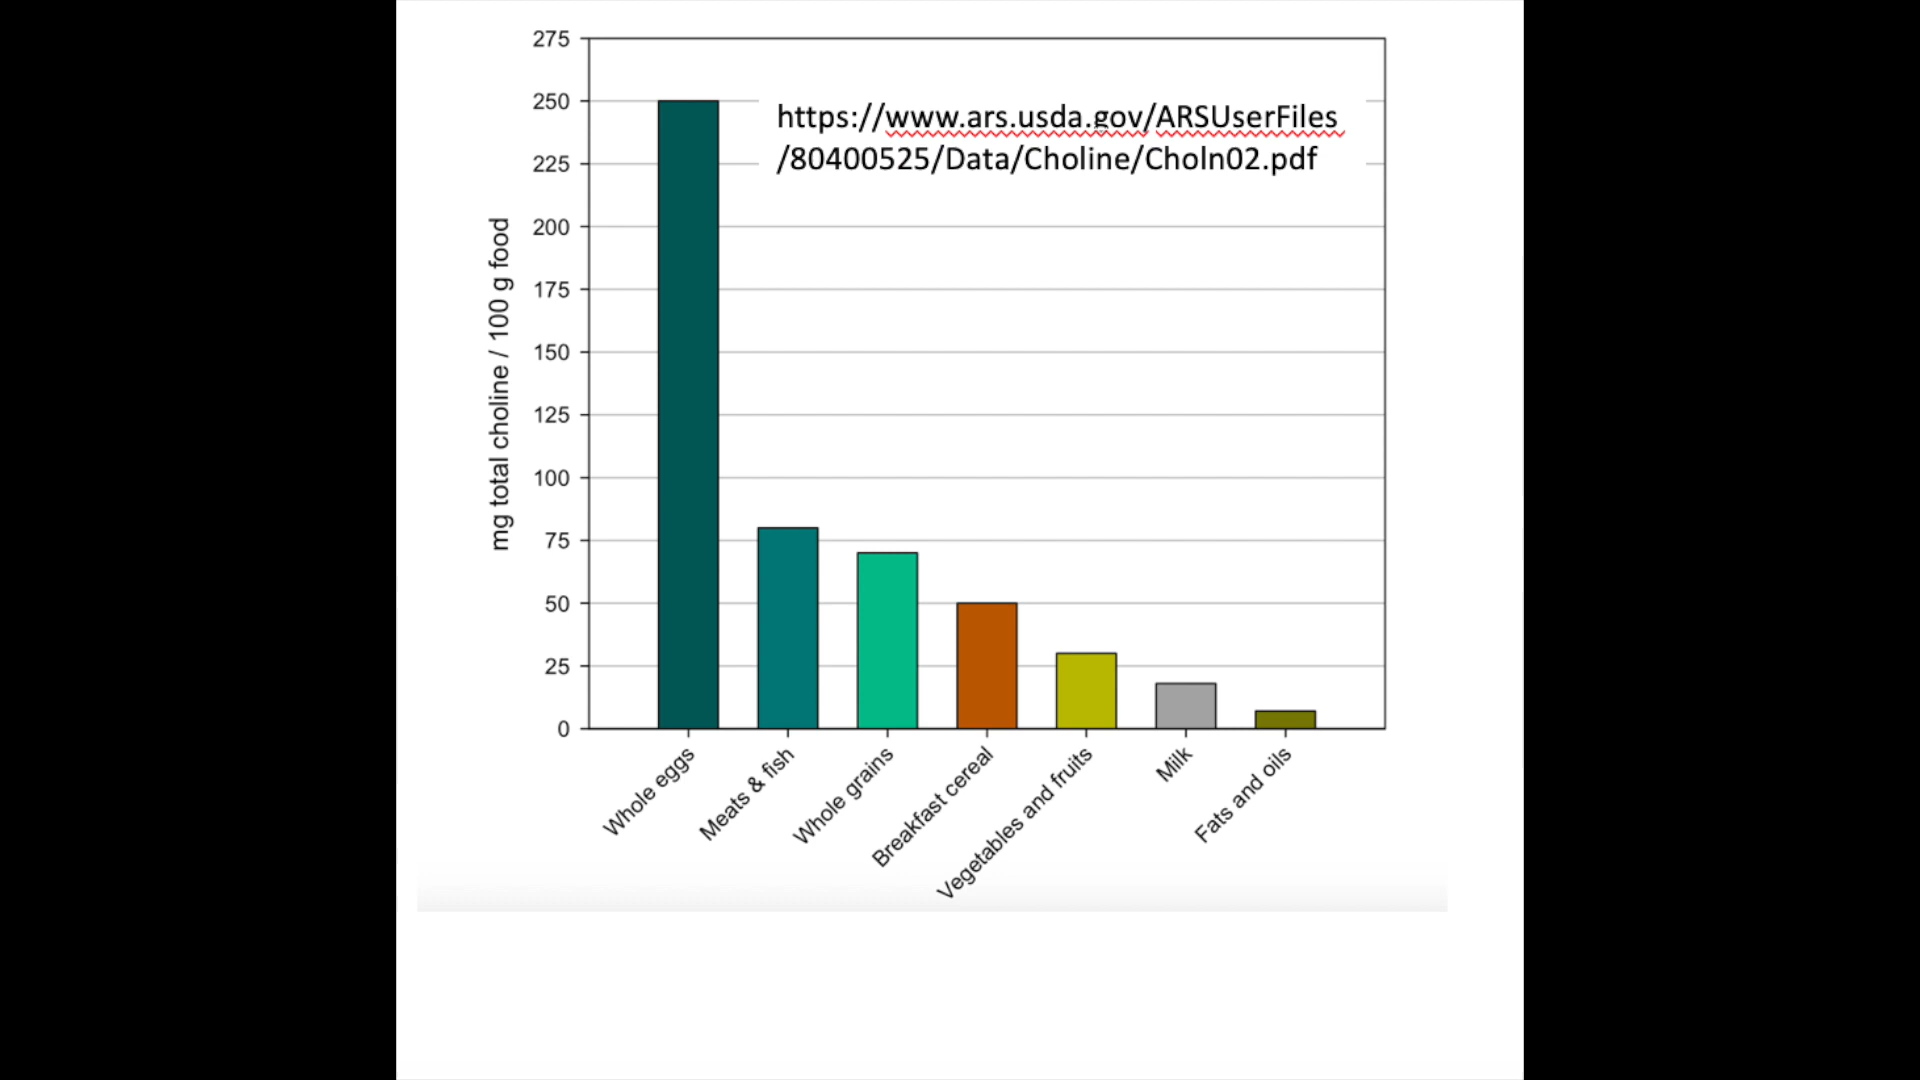 275
250
225
200
175
150
125
100
75
50
25
0
mg total choline / 100 g food
https://www.ars.usda.gov/ARSUserFiles
/80400525/Data/Choline/Choln02.pdf
Whole eggs
Meats & fish
Whole grains
Breakfast cereal
Vegetables and fruits
Milk
Fats and oils